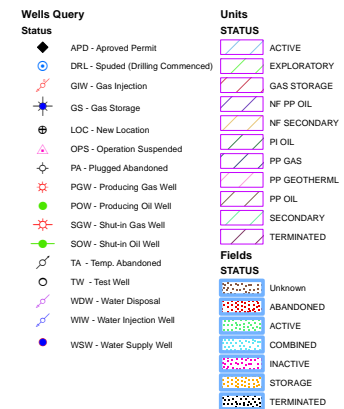 Wells Query
Status
APD - Aproved Permit
DRL - Spuded (Drilling Commenced)
GIW - Gas Injection
GS - Gas Storage
LOC - New Location
OPS - Operation Suspended
PA - Plugged Abandoned
PGW - Producing Gas Well
POW - Producing Oil Well
SGW - Shut-in Gas Well
SOW - Shut-in Oil Well
TA - Temp. Abandoned
TW - Test Well
WDW - Water Disposal
WIW - Water Injection Well
WSW - Water Supply Well
Units
STATUS
ACTIVE
EXPLORATORY
GAS STORAGE
NF PP OIL
NF SECONDARY
PI OIL
PP GAS
PP GEOTHERML
PP OIL
SECONDARY
TERMINATED
Fields
STATUS
Unknown
ABANDONED
ACTIVE
COMBINED
INACTIVE
STORAGE
TERMINATED